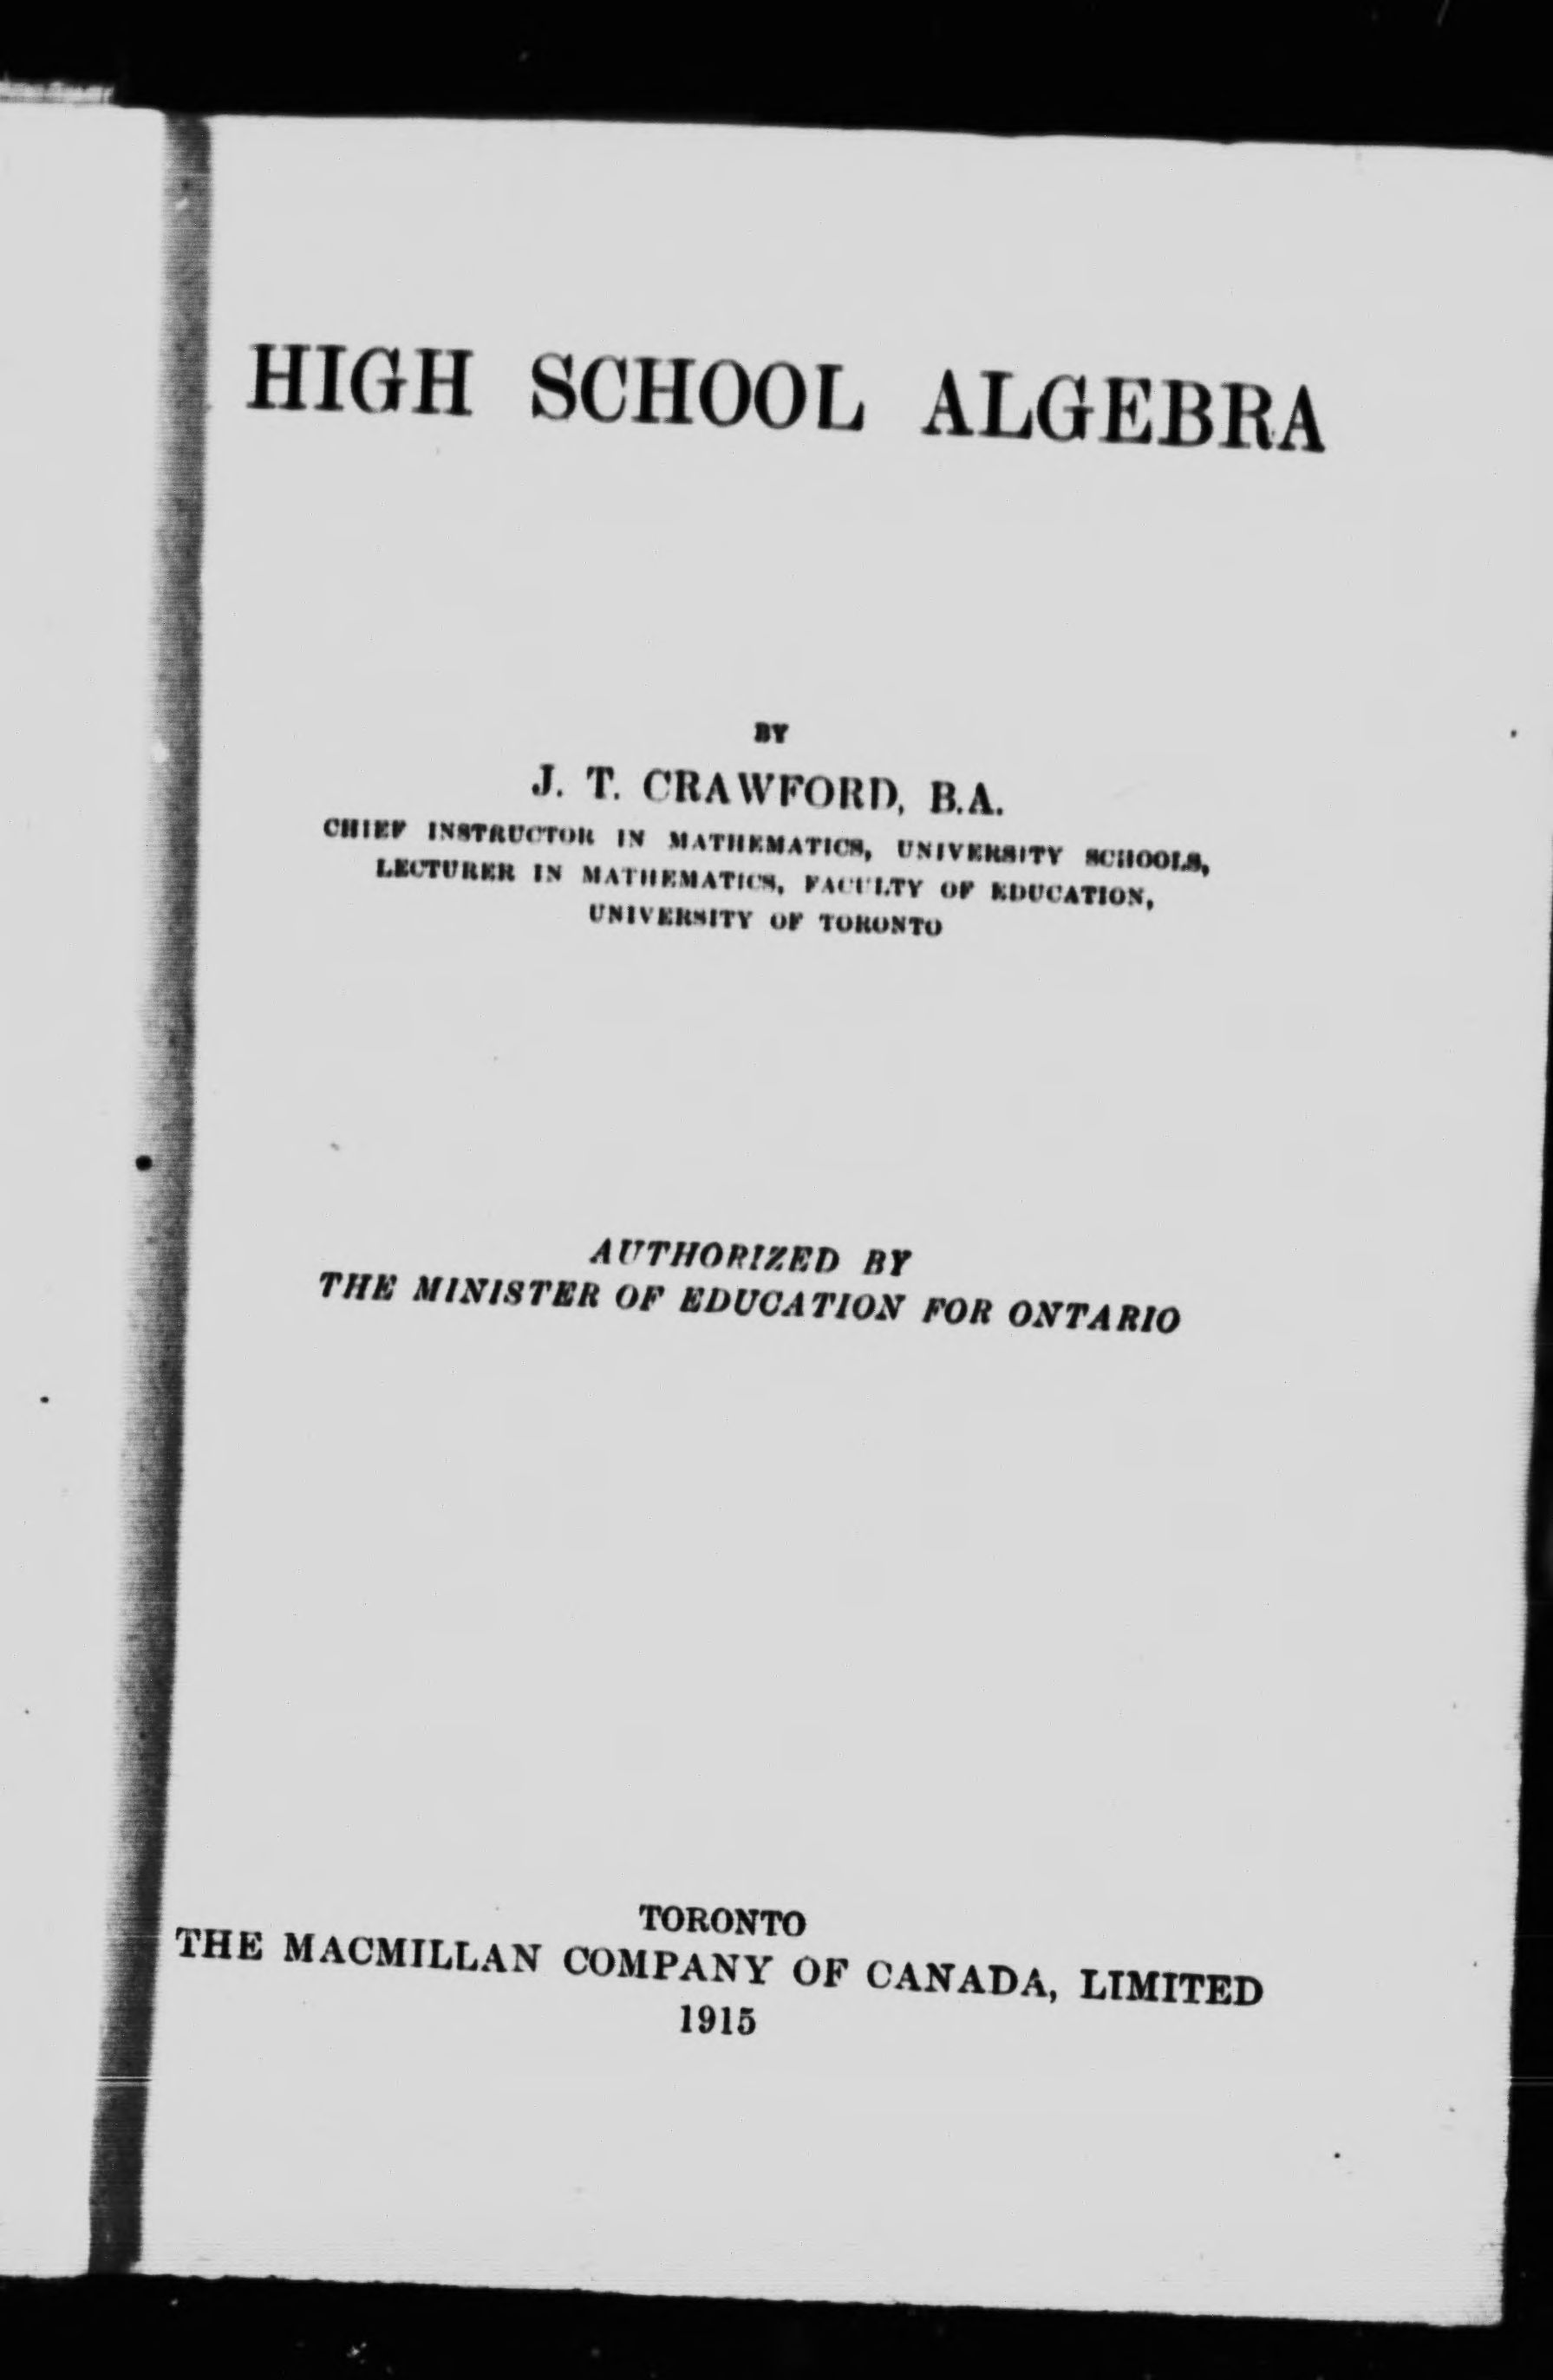 HIGH SCHOOL ALGEBRA
BY
J. T. CRAWFORD, B.A.
CHIEF INSTRUCTOR IN MATHEMATICS, UNIVERSITY SCHOOLS,
LECTURER IN MATHEMATICS, FACULTY OF EDUCATION,
UNIVERSITY OF TORONTO
AUTHORIZED BY
THE MINISTER OF EDUCATION FOR ONTARIO
TORONTO
THE MACMILLAN COMPANY OF CANADA, LIMITED
1915